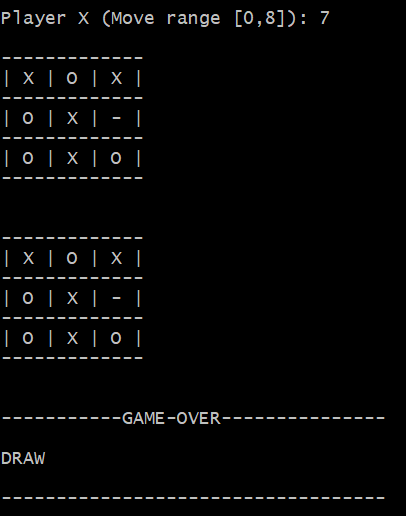 Player X (Move range [0,8]): 7
-------------
| X | O | X |
-------------
| O | X | - |
-------------
| O | X | O |
-------------
-------------
| X | O | X |
-------------
| O | X | - |
-------------
| O | X | O |
-------------
-----------GAME-OVER---------------
DRAW
-----------------------------------